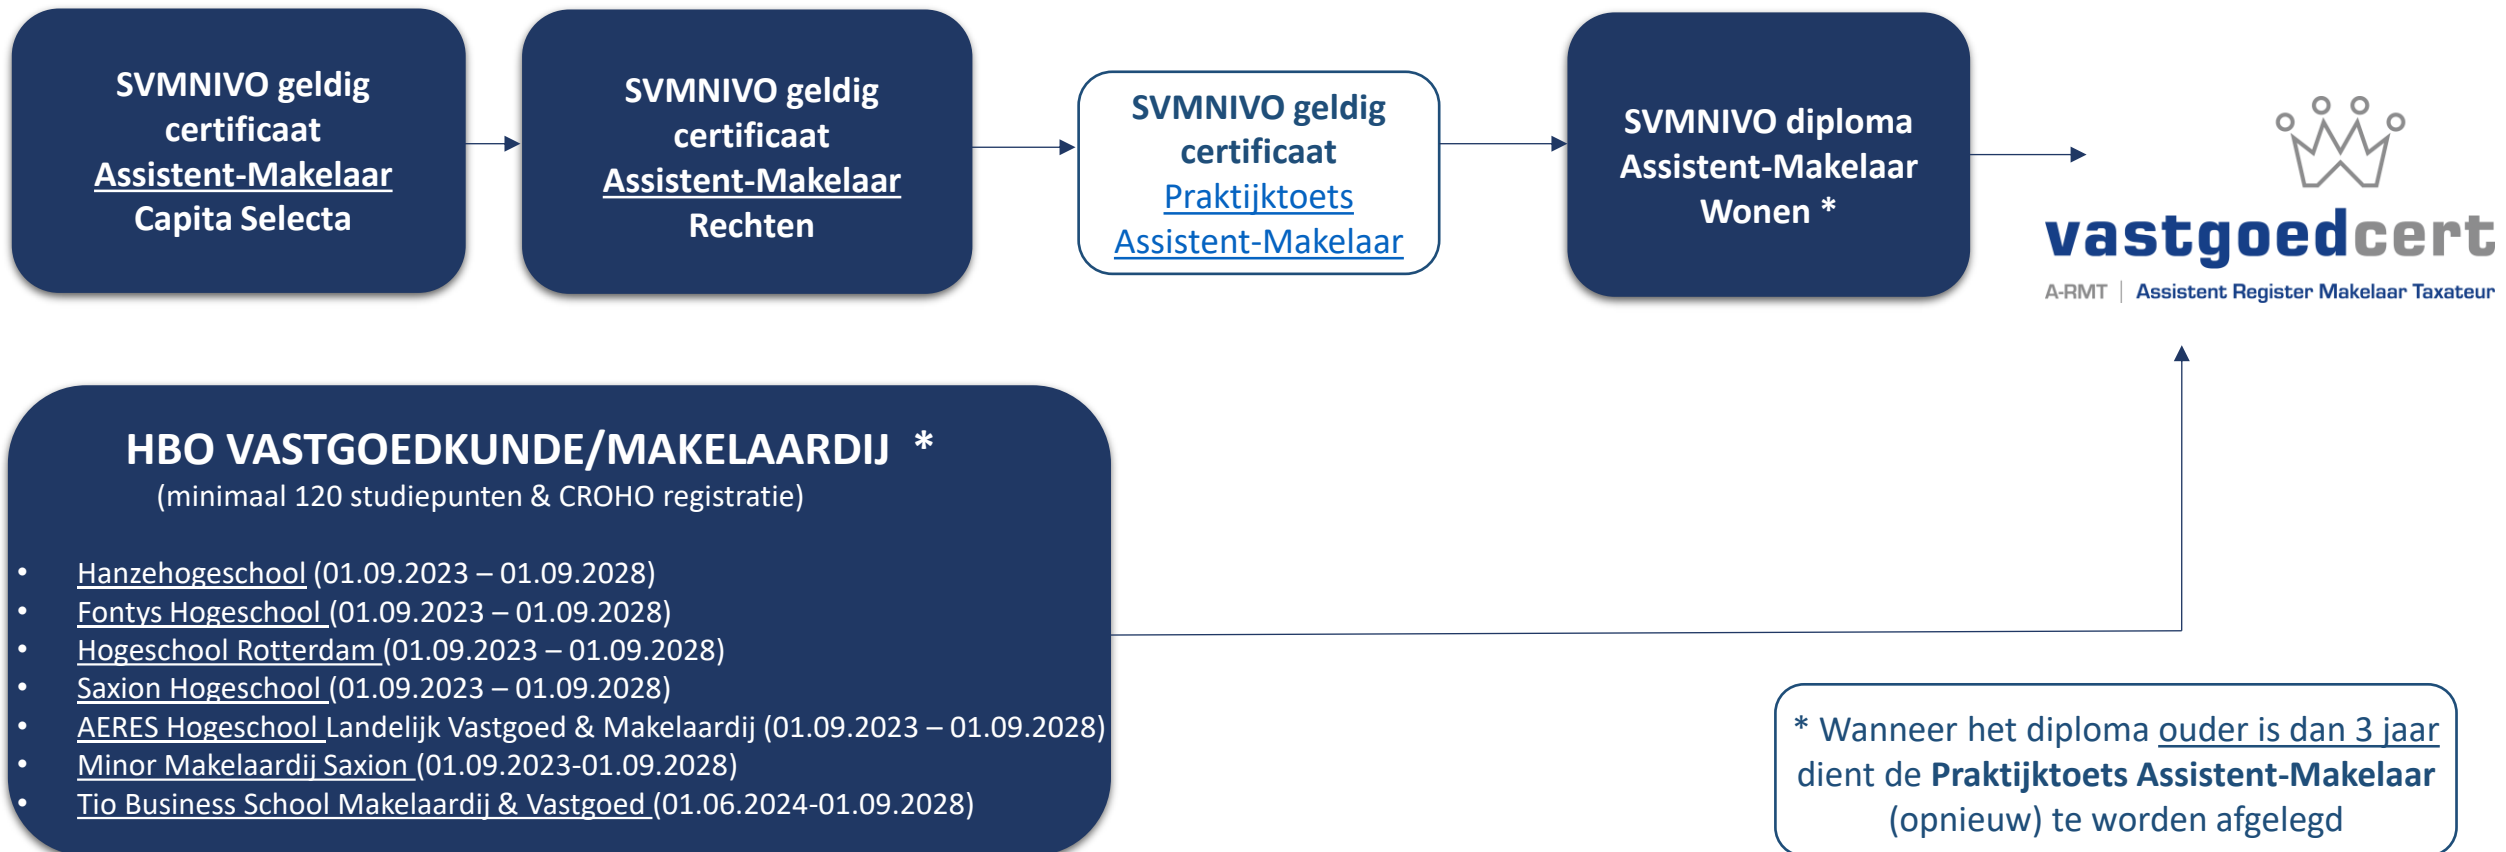 SVMNIVO geldig
certificaat
Assistent-Makelaar
Capita Selecta
SVMNIVO geldig
certificaat
Assistent-Makelaar
Rechten
SVMNIVO geldig
certificaat
Praktijktoets
Assistent-Makelaar
SVMNIVO diploma
Assistent-Makelaar
Wonen *
vastgoedcert
A-RMT | Assistent Register Makelaar Taxateur
HBO VASTGOEDKUNDE/MAKELAARDIJ *
(minimaal 120 studiepunten & CROHO registratie)
• Hanzehogeschool (01.09.2023 – 01.09.2028)
• Fontys Hogeschool (01.09.2023 – 01.09.2028)
• Hogeschool Rotterdam (01.09.2023 – 01.09.2028)
• Saxion Hogeschool (01.09.2023 – 01.09.2028)
• AERES Hogeschool Landelijk Vastgoed & Makelaardij (01.09.2023 – 01.09.2028)
• Minor Makelaardij Saxion (01.09.2023-01.09.2028)
• Tio Business School Makelaardij & Vastgoed (01.06.2024-01.09.2028)
* Wanneer het diploma ouder is dan 3 jaar
dient de Praktijktoets Assistent-Makelaar
(opnieuw) te worden afgelegd